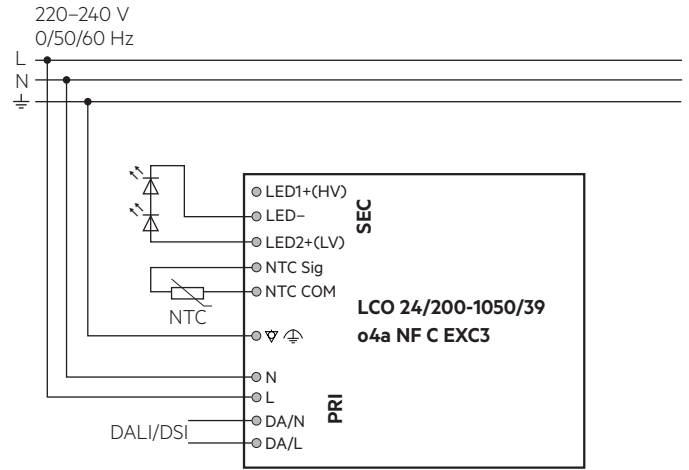 220–240 V
0/50/60 Hz
L
N
LED1+(HV)
LED–
LED2+(LV)
SEC
NTC Sig
NTC COM
NTC
LCO 24/200-1050/39
o4a NF C EXC3
N
L
PRI
DALI/DSI
DA/N
DA/L